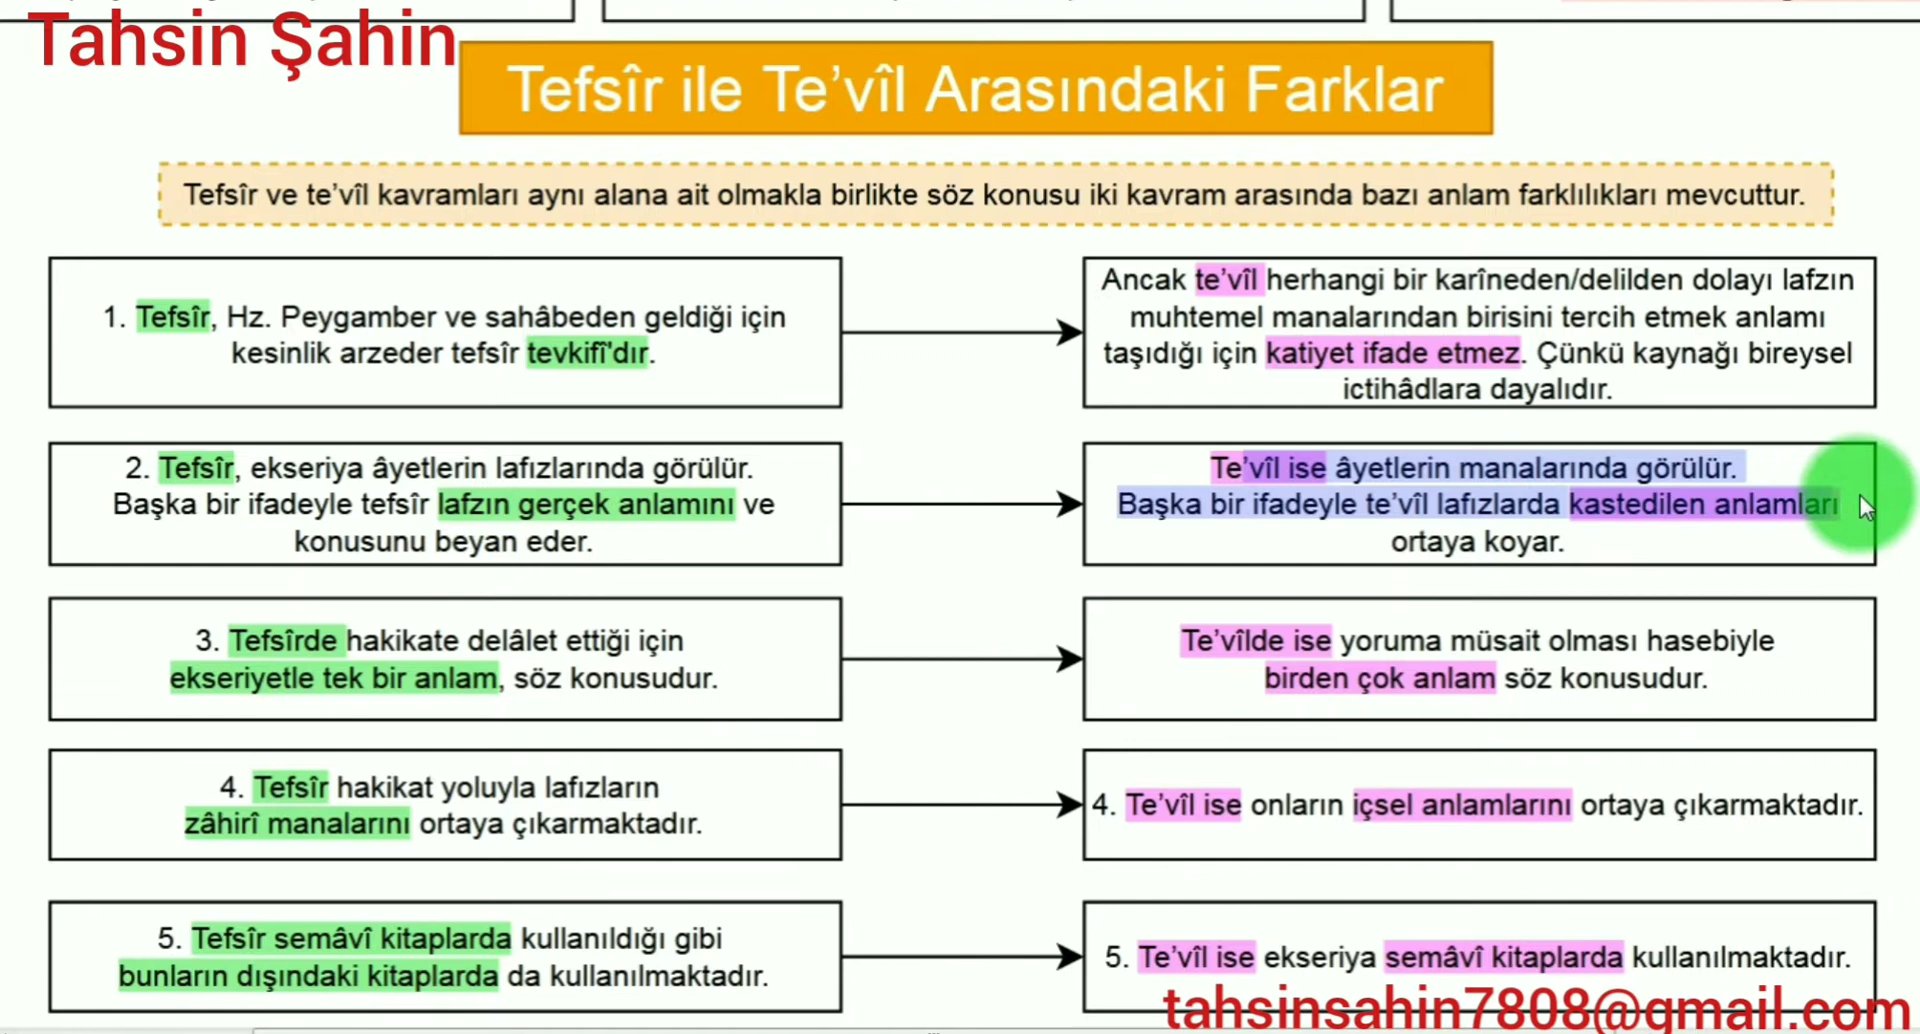 Tahsin Şahin
Tefsîr ile Te’vîl Arasındaki Farklar
Tefsîr ve te’vîl kavramları aynı alana ait olmakla birlikte söz konusu iki kavram arasında bazı anlam farklılıkları mevcuttur.
1. Tefsîr, Hz. Peygamber ve sahâbeden geldiği için
kesinlik arzeder tefsîr tevkifî'dır.
Ancak te’vîl herhangi bir karîneden/delilden dolayı lafzın
muhtemel manalarından birisini tercih etmek anlamı
taşıdığı için katiyet ifade etmez. Çünkü kaynağı bireysel
ictihâdlara dayalıdır.
2. Tefsîr, ekseriya âyetlerin lafızlarında görülür.
Başka bir ifadeyle tefsîr lafzın gerçek anlamını ve
konusunu beyan eder.
Te’vîl ise âyetlerin manalarında görülür.
Başka bir ifadeyle te’vîl lafızlarda kastedilen anlamları
ortaya koyar.
3. Tefsîrde hakikate delâlet ettiği için
ekseriyetle tek bir anlam, söz konusudur.
Te’vîlde ise yoruma müsait olması hasebiyle
birden çok anlam söz konusudur.
4. Tefsîr hakikat yoluyla lafızların
zâhirî manalarını ortaya çıkarmaktadır.
4. Te’vîl ise onların içsel anlamlarını ortaya çıkarmaktadır.
5. Tefsîr semâvî kitaplarda kullanıldığı gibi
bunların dışındaki kitaplarda da kullanılmaktadır.
5. Te’vîl ise ekseriya semâvî kitaplarda kullanılmaktadır.
tahsinsahin7808@gmail.com